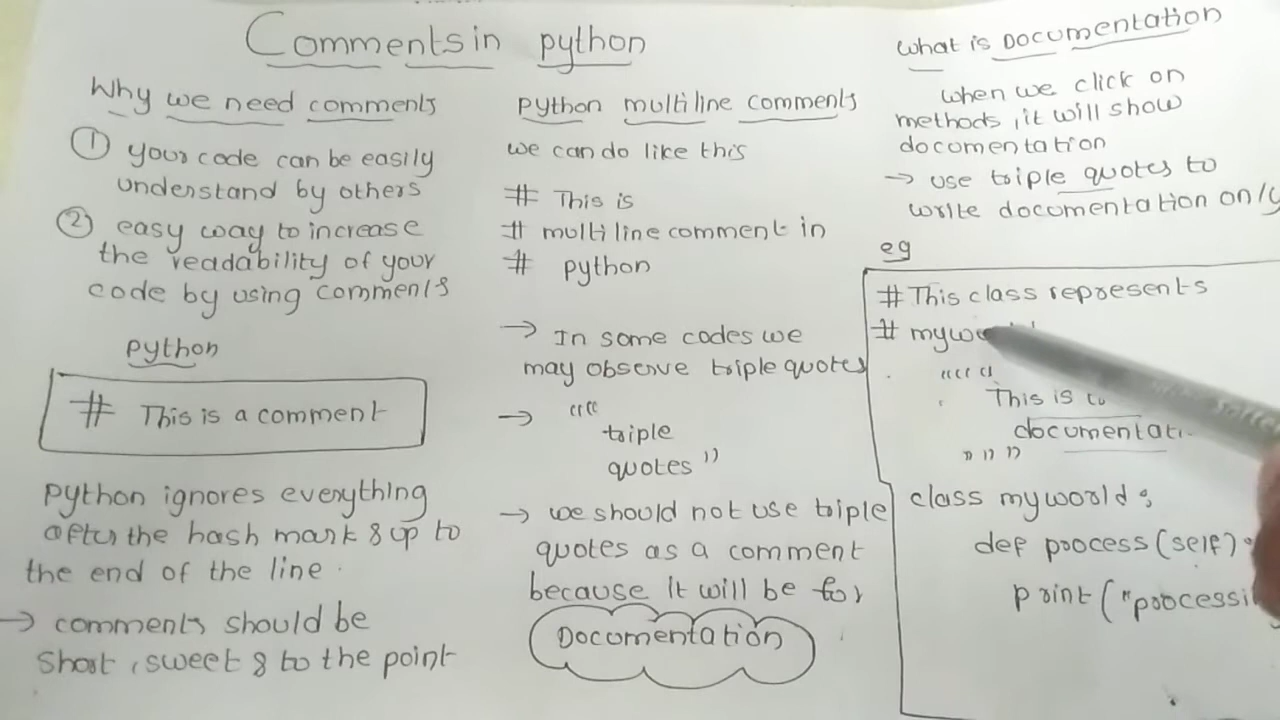 Comments in python
Why we need comments
① your code can be easily
understand by others
② easy way to increase
the readability of your
code by using comments
python
# This is a comment
python ignores everything
after the hash mark & up to
the end of the line.
→ comments should be
short, sweet & to the point
python multiline comments
we can do like this
# This is
# multiline comment in
# python
→ In some codes we
may observe triple quotes
→ """
triple
quotes "
→ we should not use triple
quotes as a comment
because it will be for
Documentation
what is DOCUMENTATION
when we click on
methods, it will show
documentation
→ use triple quotes to
write documentation only
eg
# This class represents
#
"""
This is
"""
class myworld:
def process(self):
print("